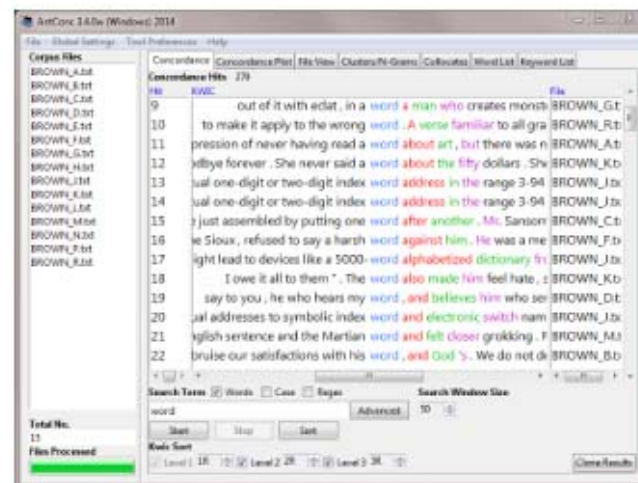 AntConc 3.4.0w (Windows) 2014
File Global Settings Tool Preferences Help
Corpus Files
BROWN_A.txt
BROWN_B.txt
BROWN_C.txt
BROWN_D.txt
BROWN_E.txt
BROWN_F.txt
BROWN_G.txt
BROWN_H.txt
BROWN_J.txt
BROWN_K.txt
BROWN_L.txt
BROWN_M.txt
BROWN_N.txt
BROWN_P.txt
BROWN_R.txt
Total No.
15
Files Processed
Concordance Concordance Plot File View Clusters/N-Grams Collocates Word List Keyword List
Concordance Hits 278
Hit KWIC File
9 out of it with eclat , in a word a man who creates monst BROWN_G.t
10 to make it apply to the wrong word . A verse familiar to all gra BROWN_R.t
11 pression of never having read a word about art , but there was n BROWN_A.t
12 odbye forever . She never said a word about the fifty dollars . She BROWN_K.t
13 ual one-digit or two-digit index word address in the range 3-94 BROWN_J.tx
14 ual one-digit or two-digit index word address in the range 3-94 BROWN_J.tx
15 just assembled by putting one word after another . Mr. Sansom BROWN_C.t
16 e Sioux , refused to say a harsh word against him . He was a me BROWN_F.tx
17 ight lead to devices like a 5000- word alphabetized dictionary fr BROWN_J.tx
18 I owe it all to them " . The word also made him feel hate , s BROWN_K.t
19 say to you , he who hears my word , and believes him who sen BROWN_D.t
20 ual addresses to symbolic index word and electronic switch nam BROWN_J.tx
21 nglish sentence and the Martian word and felt closer grokking . F BROWN_M.t
22 bruise our satisfactions with his word , and God 's . We do not de BROWN_B.t
Search Term Words Case Regex Search Window Size
word Advanced 50
Start Stop Sort
Kwic Sort
Level 1 1R Level 2 2R Level 3 3R Clone Results